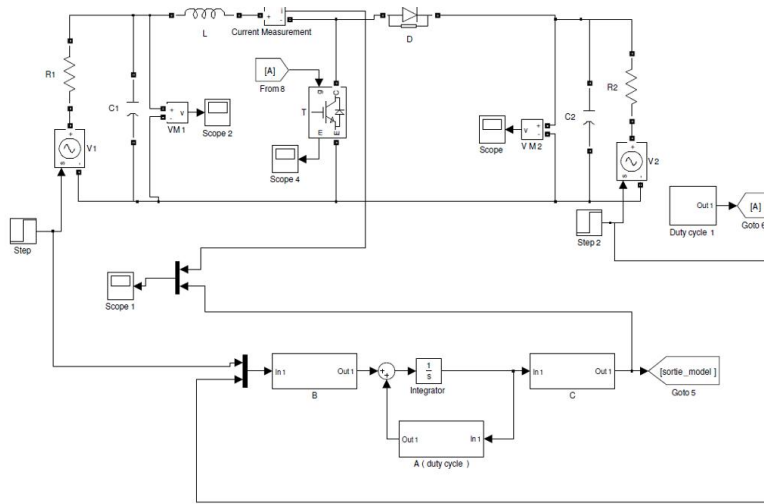 L
Current Measurement
D
R1
[A]
From 8
R2
C1
g
C
C2
v
VM 1
Scope 2
T
m
E
v
Scope
V M 2
V1
s
Scope 4
V2
s
Out 1
[A]
Duty cycle 1
Goto 6
Step
Step 2
Scope 1
In 1
Out 1
B
1
s
Integrator
In 1
Out 1
C
[sortie_model ]
Goto 5
Out 1
In 1
A ( duty cycle )